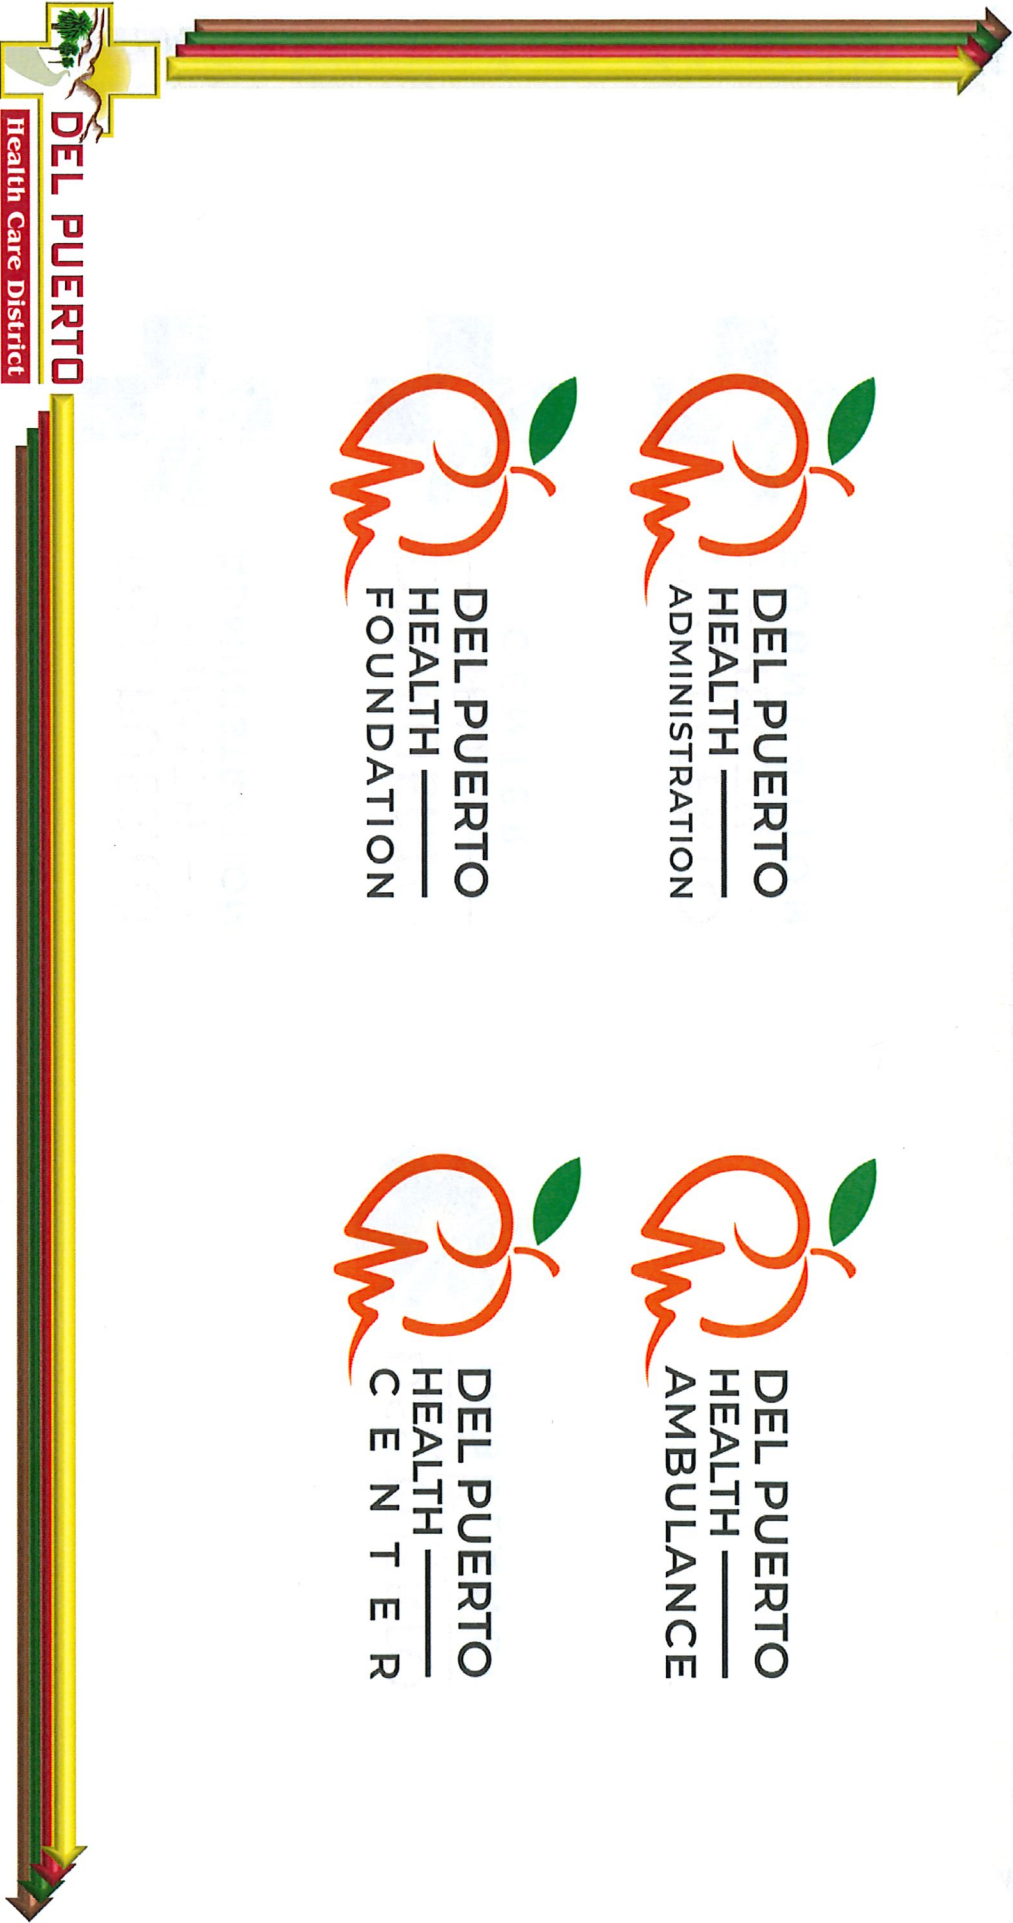 DEL PUERTO
HEALTH
ADMINISTRATION
DEL PUERTO
HEALTH
AMBULANCE
DEL PUERTO
HEALTH
FOUNDATION
DEL PUERTO
HEALTH
CENTER
DEL PUERTO
Health Care District